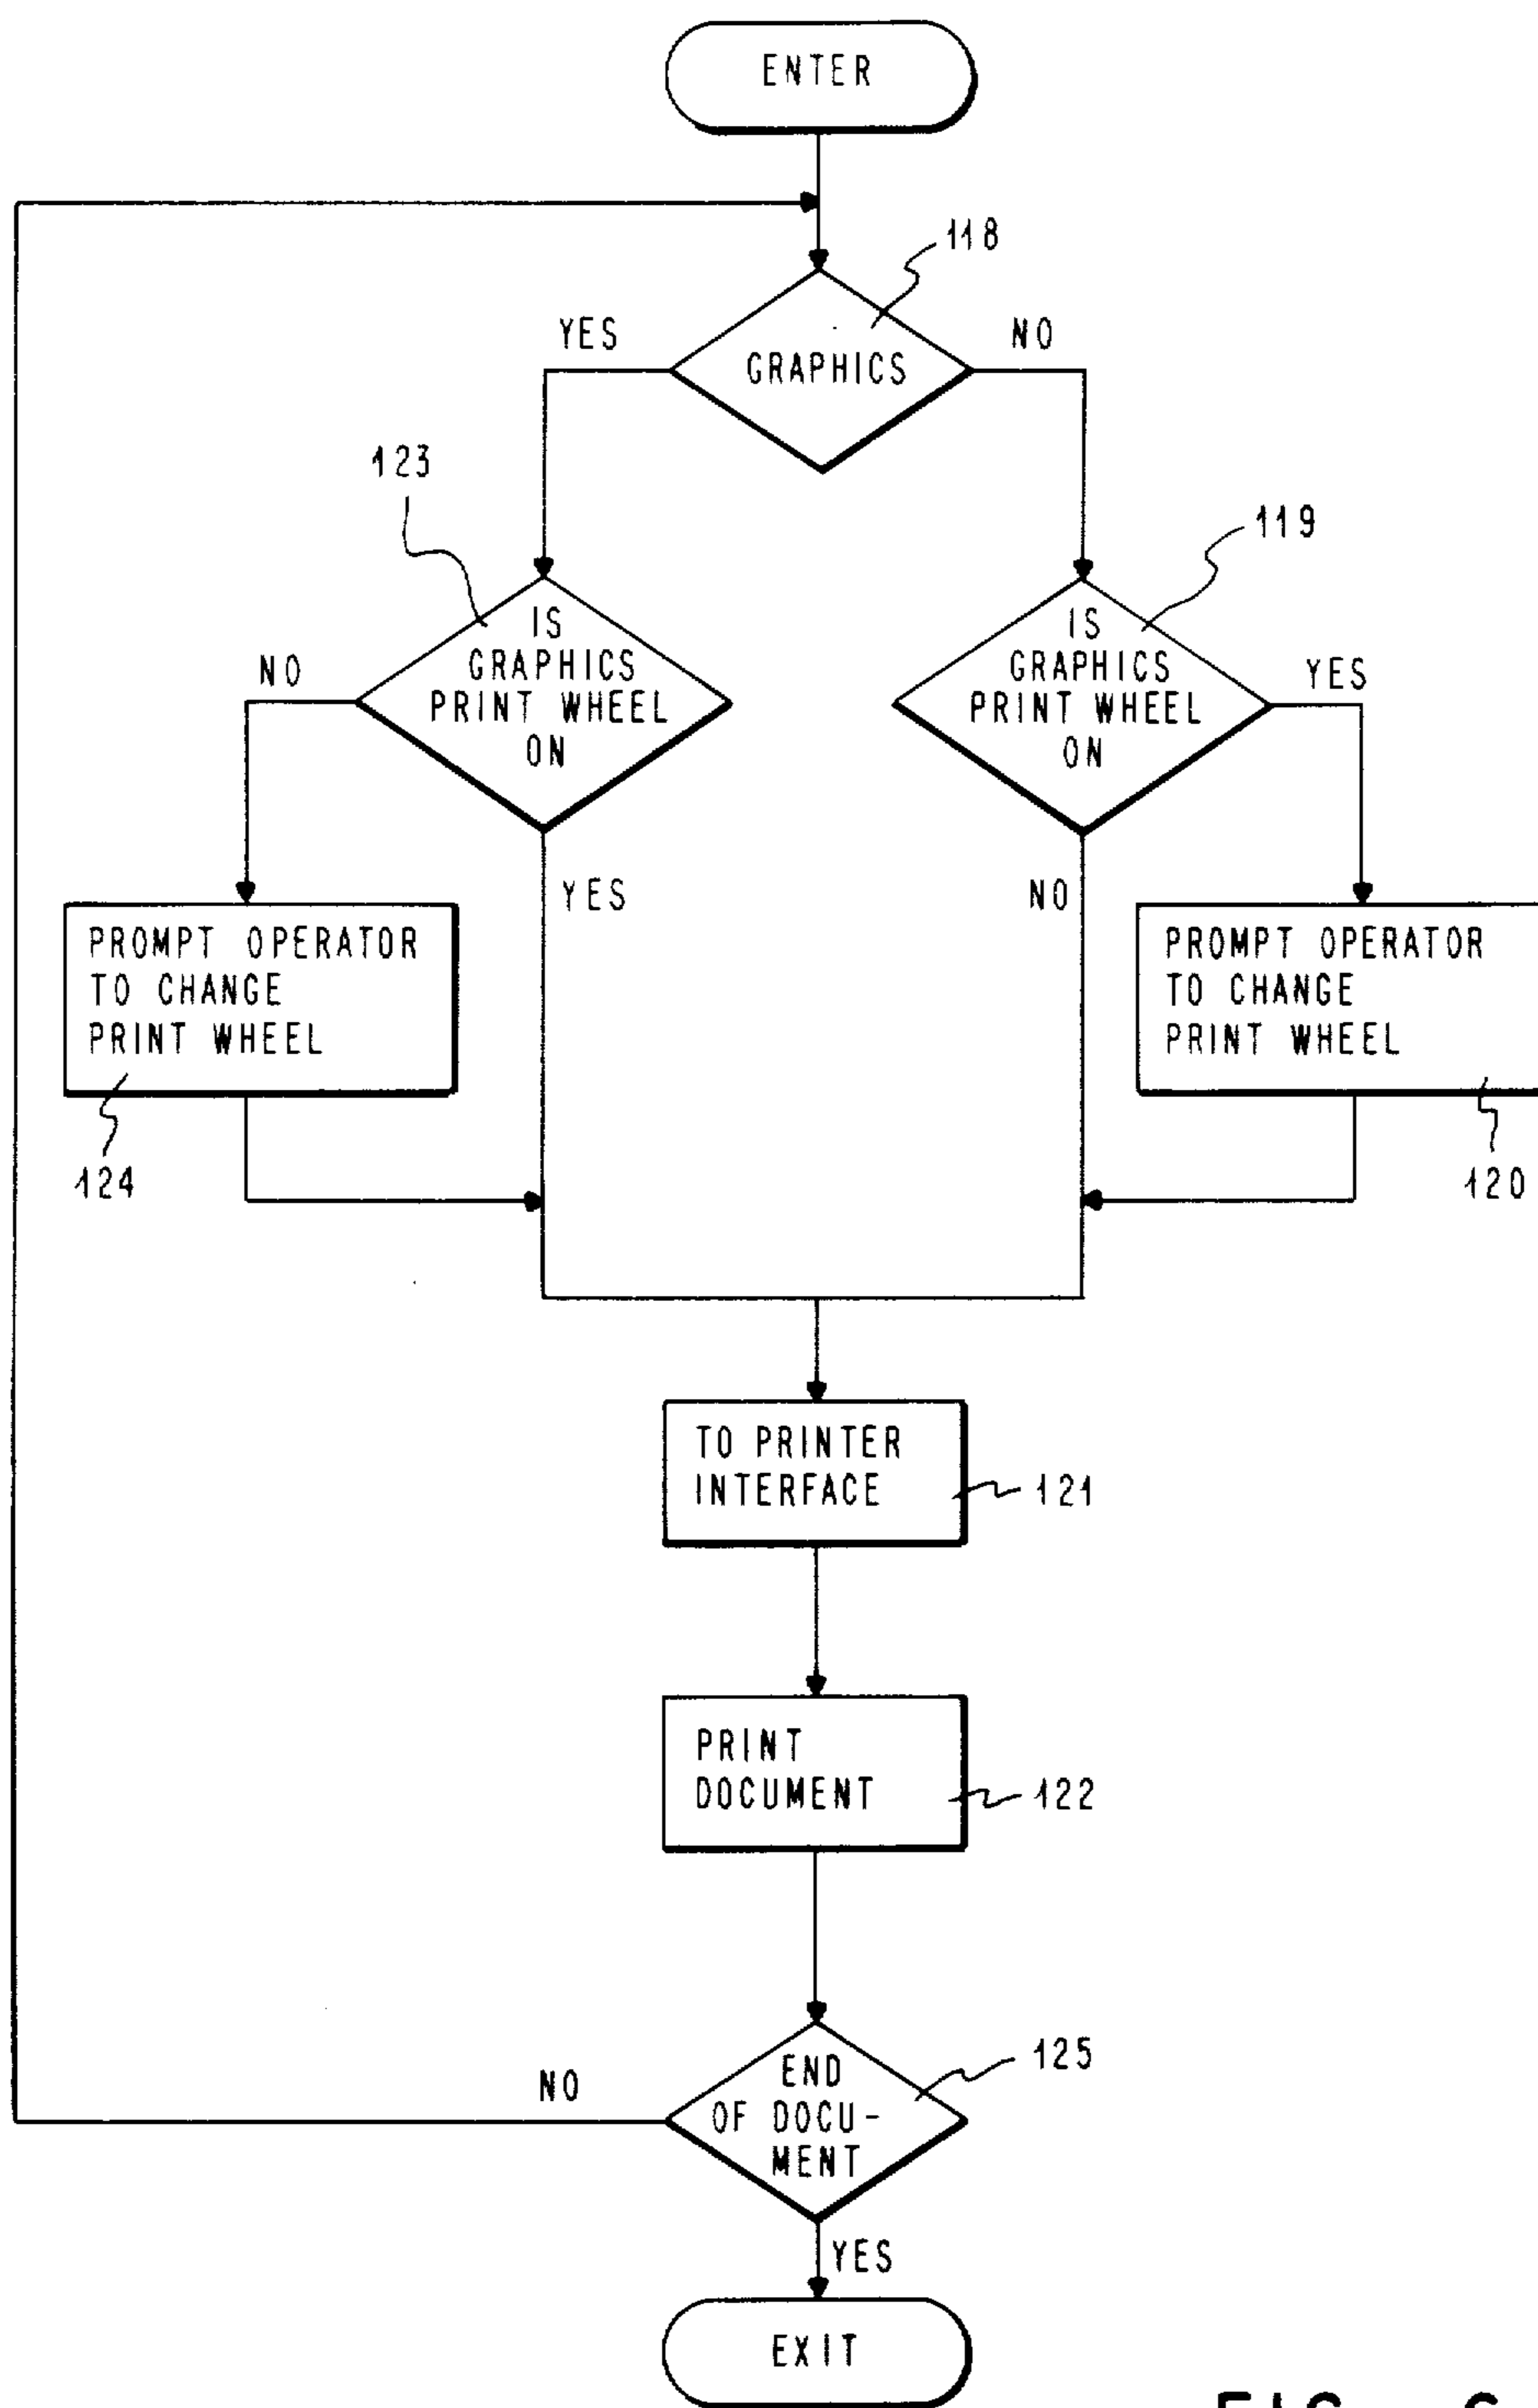 ENTER
118
YES
NO
GRAPHICS
123
119
IS
GRAPHICS
PRINT WHEEL
ON
IS
GRAPHICS
PRINT WHEEL
ON
NO
YES
YES
NO
PROMPT OPERATOR
TO CHANGE
PRINT WHEEL
PROMPT OPERATOR
TO CHANGE
PRINT WHEEL
124
120
TO PRINTER
INTERFACE
121
PRINT
DOCUMENT
122
125
END
OF DOCU-
MENT
NO
YES
EXIT